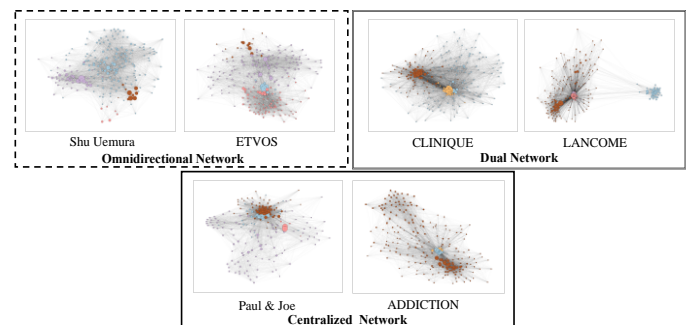 Shu Uemura
ETVOS
Omnidirectional Network
CLINIQUE
LANCOME
Dual Network
Paul & Joe
ADDICTION
Centralized Network